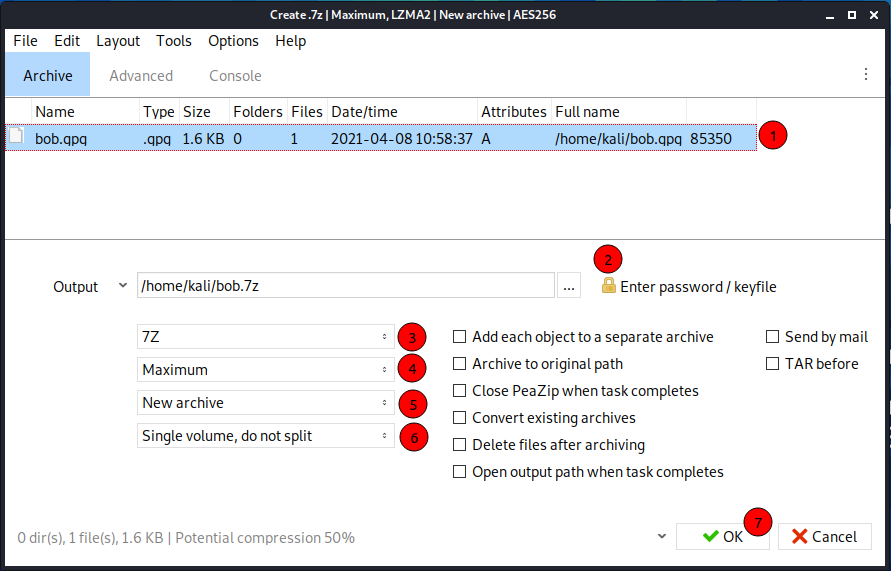 Create .7z | Maximum, LZMA2 | New archive | AES256
File Edit Layout Tools Options Help
Archive Advanced Console
Name Type Size Folders Files Date/time Attributes Full name
bob.gpg .gpg 1.6 KB 0 1 2021-04-08 10:58:37 A /home/kali/bob.gpg 85350 1
2
Output /home/kali/bob.7z ... Enter password / keyfile
7Z 3 Add each object to a separate archive Send by mail
Maximum 4 Archive to original path TAR before
Close PeaZip when task completes
New archive 5
Convert existing archives
Single volume, do not split 6 Delete files after archiving
Open output path when task completes
7
0 dir(s), 1 file(s), 1.6 KB | Potential compression 50% OK Cancel